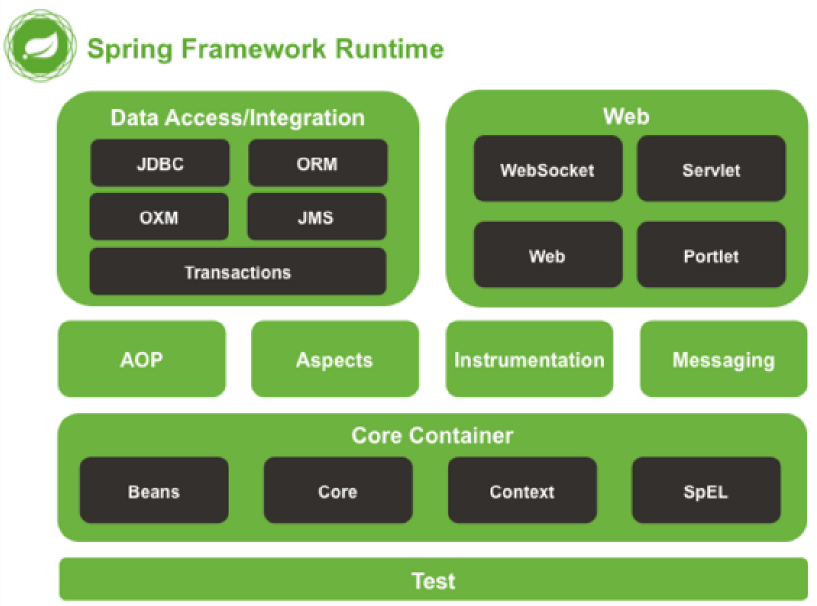 Spring Framework Runtime
Data Access/Integration
JDBC
ORM
OXM
JMS
Transactions
Web
WebSocket
Servlet
Web
Portlet
AOP
Aspects
Instrumentation
Messaging
Core Container
Beans
Core
Context
SpEL
Test